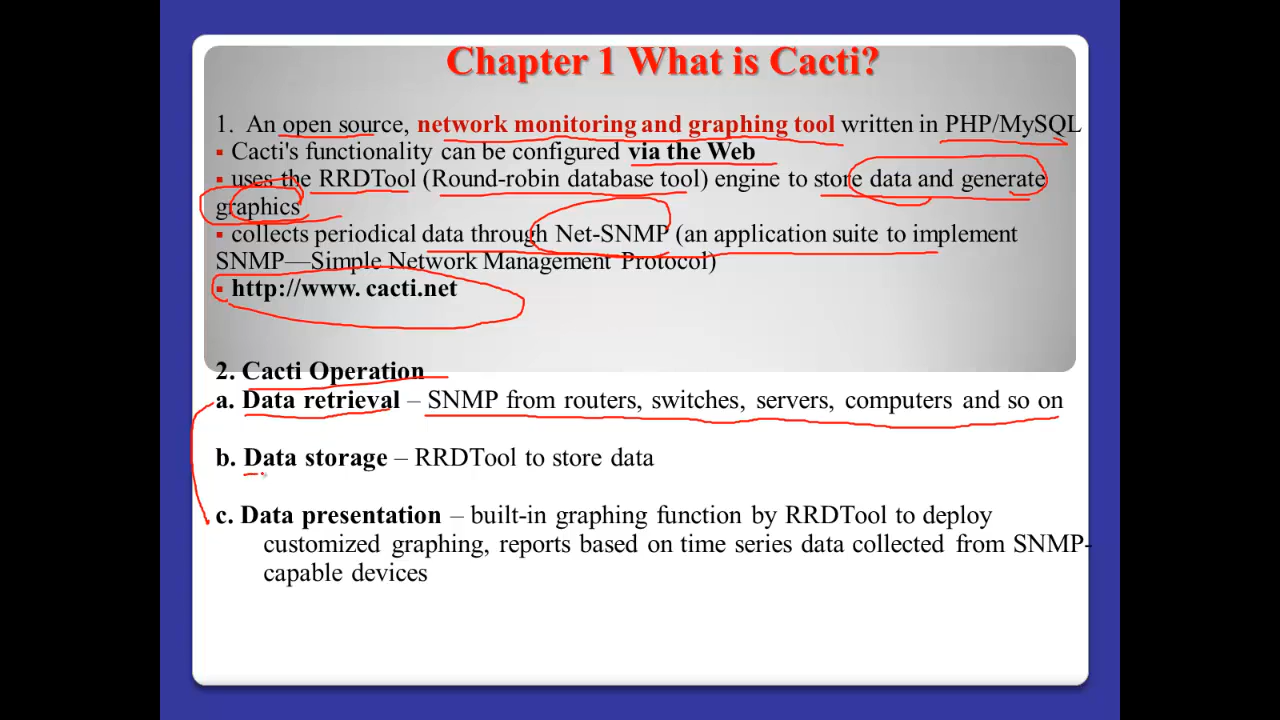 Chapter 1 What is Cacti?
1. An open source, network monitoring and graphing tool written in PHP/MySQL
▪ Cacti's functionality can be configured via the Web
▪ uses the RRDTool (Round-robin database tool) engine to store data and generate
graphics
▪ collects periodical data through Net-SNMP (an application suite to implement
SNMP—Simple Network Management Protocol)
▪ http://www. cacti.net
2. Cacti Operation
a. Data retrieval – SNMP from routers, switches, servers, computers and so on
b. Data storage – RRDTool to store data
c. Data presentation – built-in graphing function by RRDTool to deploy
customized graphing, reports based on time series data collected from SNMP-
capable devices